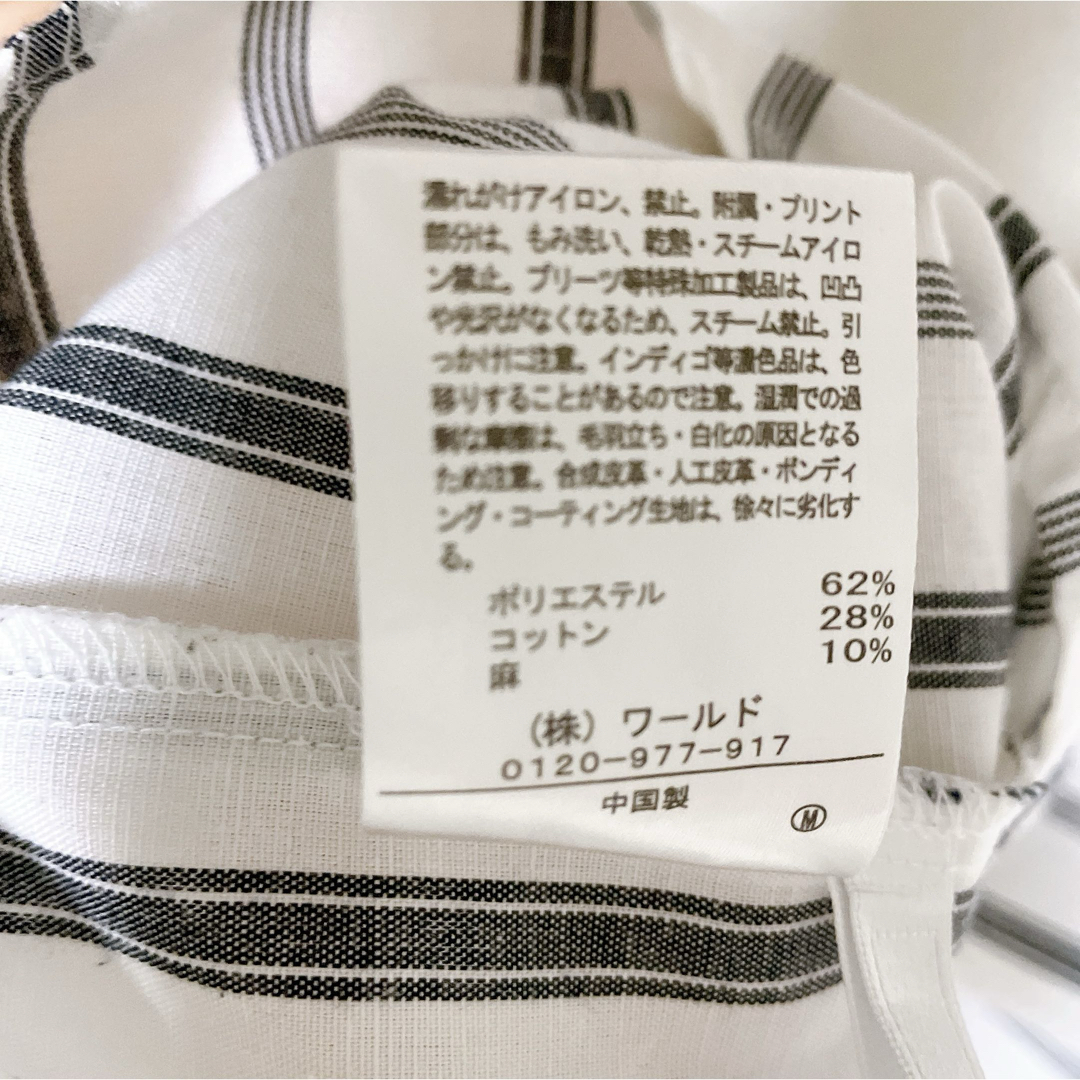 濡れがけアイロン、禁止。附属・プリント
部分は、もみ洗い、乾熱・スチームアイロ
ン禁止。プリーツ等特殊加工製品は、凹凸
や光沢がなくなるため、スチーム禁止。引
っかけに注意。インディゴ等濃色品は、色
移りすることがあるので注意。湿潤での過
剰な摩擦は、毛羽立ち・白化の原因となる
ため注意。合成皮革・人工皮革・ボンディ
ング・コーティング生地は、徐々に劣化す
る。
ポリエステル 62%
コットン 28%
麻 10%
(株) ワールド
0120-977-917
中国製
M